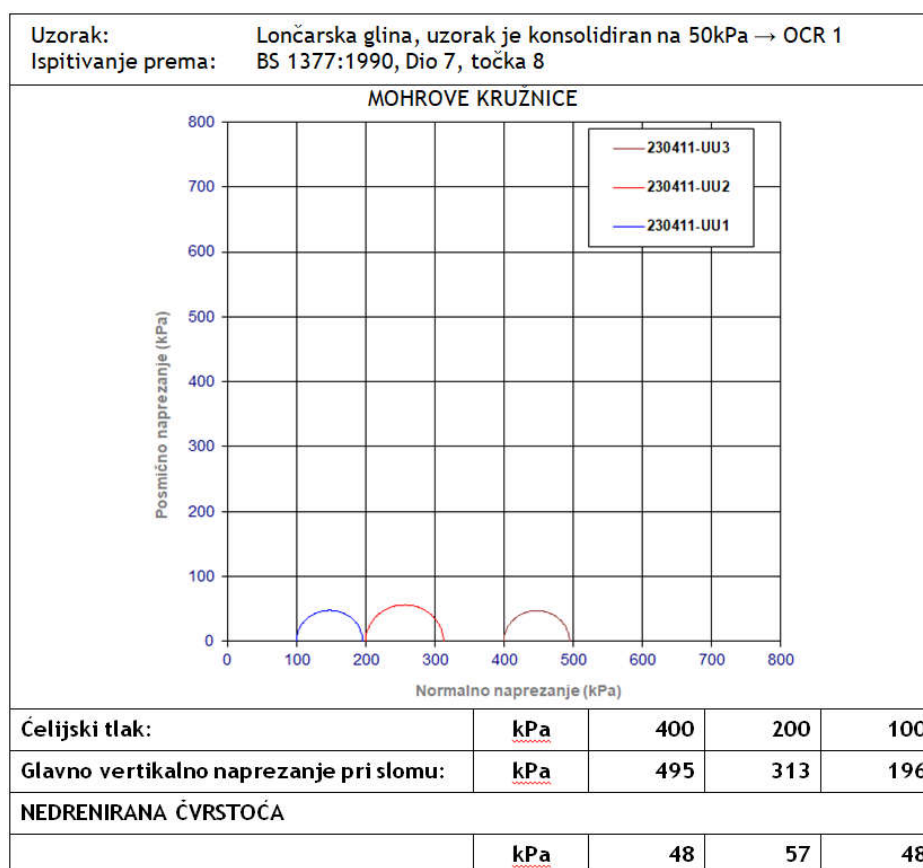 Uzorak: Lončarska glina, uzorak je konsolidiran na 50kPa → OCR 1
Ispitivanje prema: BS 1377:1990, Dio 7, točka 8
MOHROVE KRUŽNICE
800
700
600
500
400
300
200
100
0
Posmično naprezanje (kPa)
230411-UU3
230411-UU2
230411-UU1
0 100 200 300 400 500 600 700 800
Normalno naprezanje (kPa)
Ćelijski tlak: kPa 400 200 100
Glavno vertikalno naprezanje pri slomu: kPa 495 313 196
NEDRENIRANA ČVRSTOĆA
kPa 48 57 48